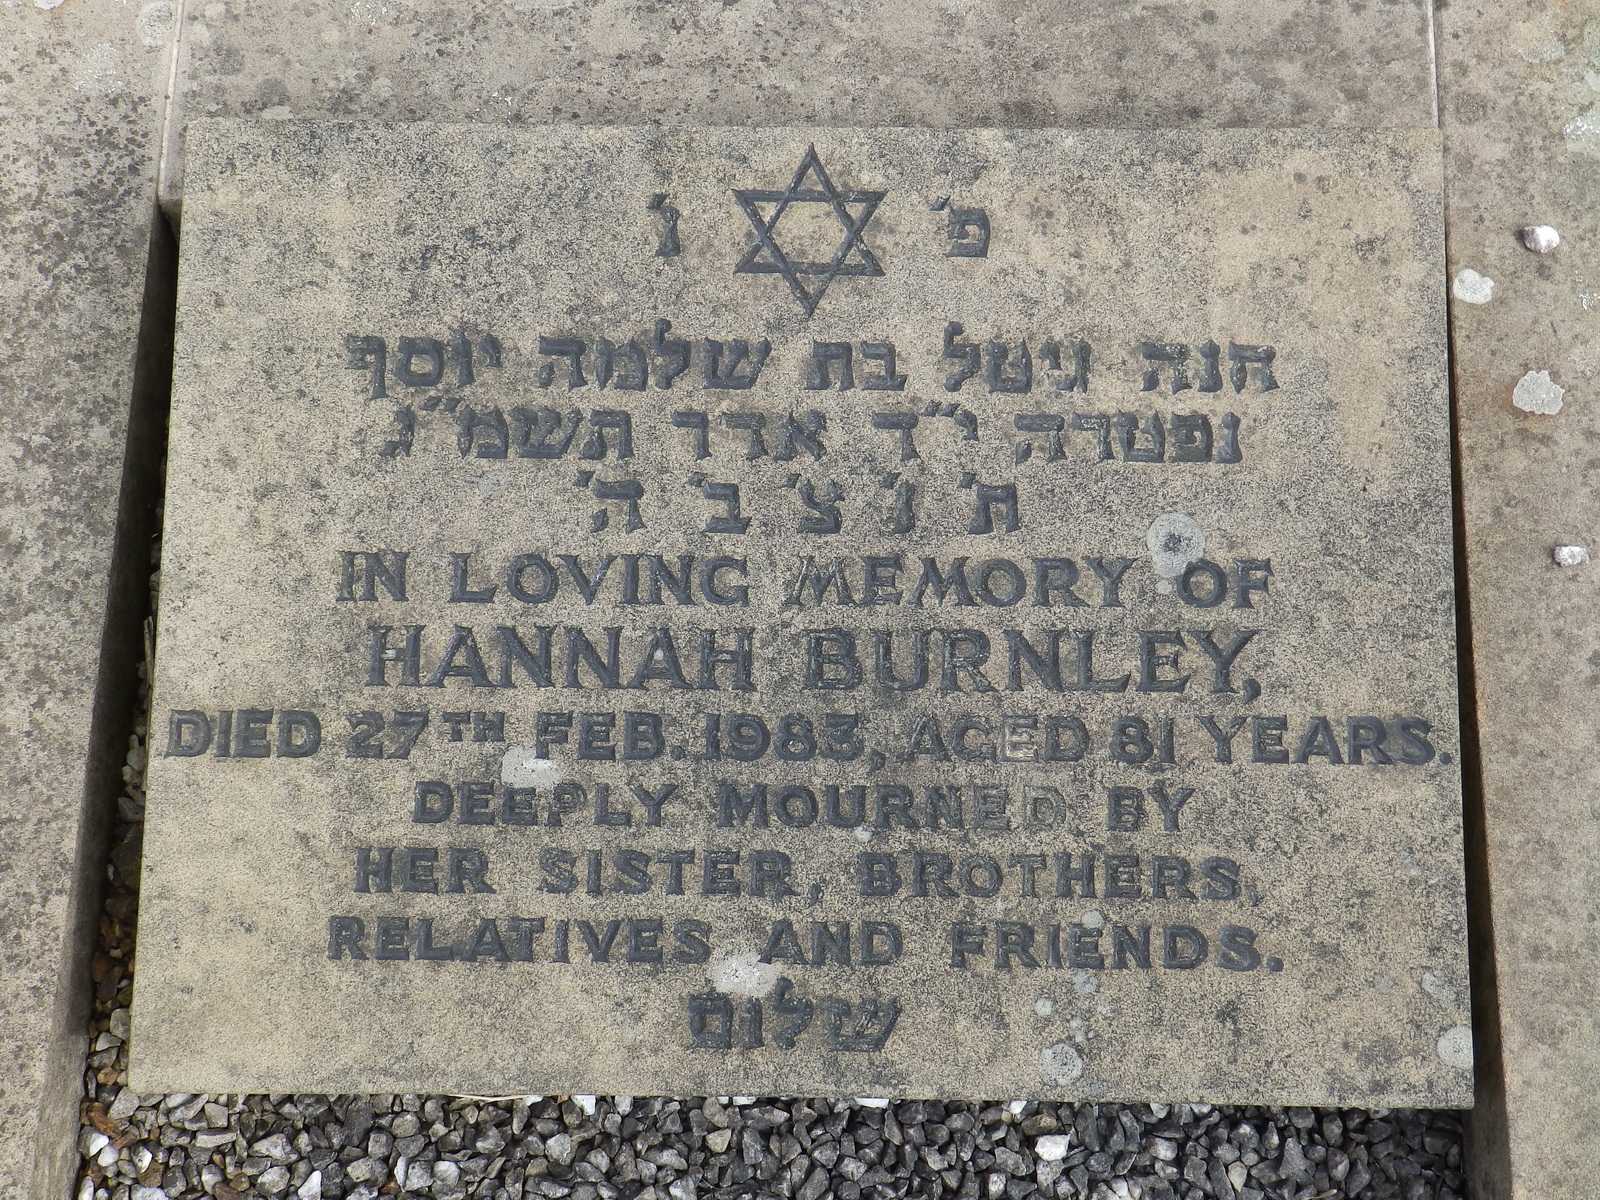 פ' נ'
חנה גיטל בת שלמה יוסף
נפטרה י"ד אדר תשמ"ג
ת' נ' צ' ב' ה'
IN LOVING MEMORY OF
HANNAH BURNLEY,
DIED 27TH FEB. 1983, AGED 81 YEARS.
DEEPLY MOURNED BY
HER SISTER, BROTHERS,
RELATIVES AND FRIENDS.
שלום